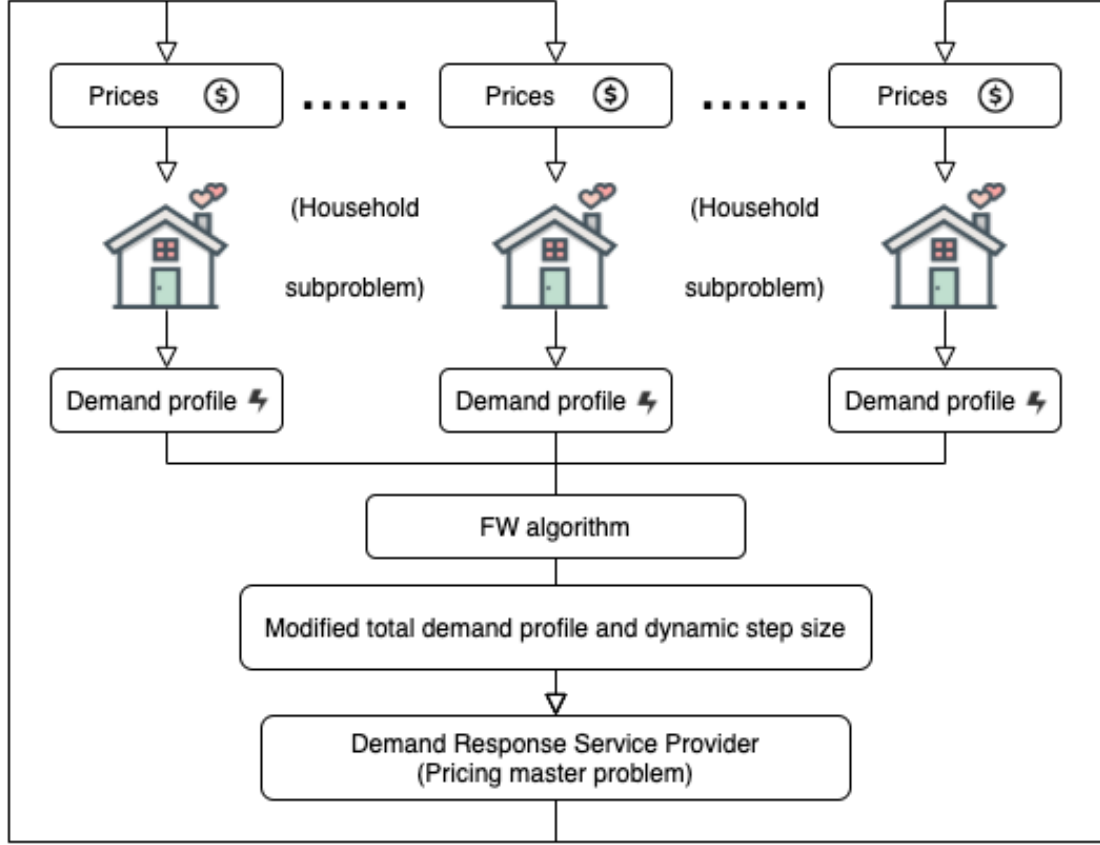 Prices $ ...... Prices $ ...... Prices $
(Household (Household
subproblem) subproblem)
Demand profile Demand profile Demand profile
FW algorithm
Modified total demand profile and dynamic step size
Demand Response Service Provider
(Pricing master problem)